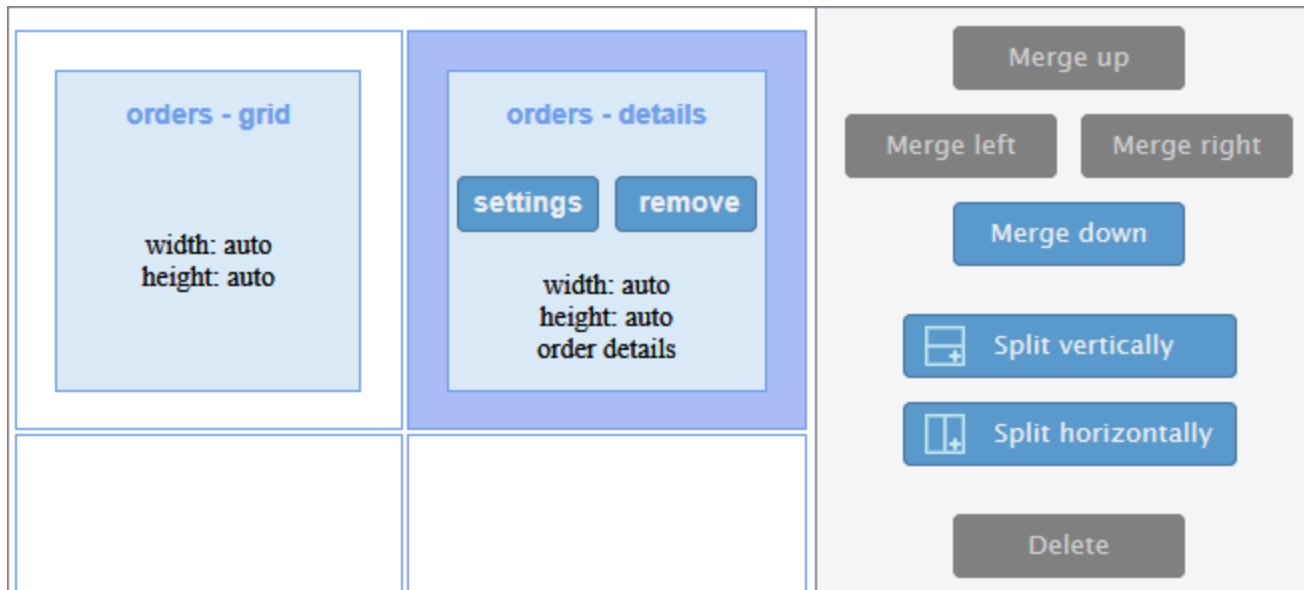 orders - grid
width: auto
height: auto
orders - details
settings remove
width: auto
height: auto
order details
Merge up
Merge left Merge right
Merge down
Split vertically
Split horizontally
Delete